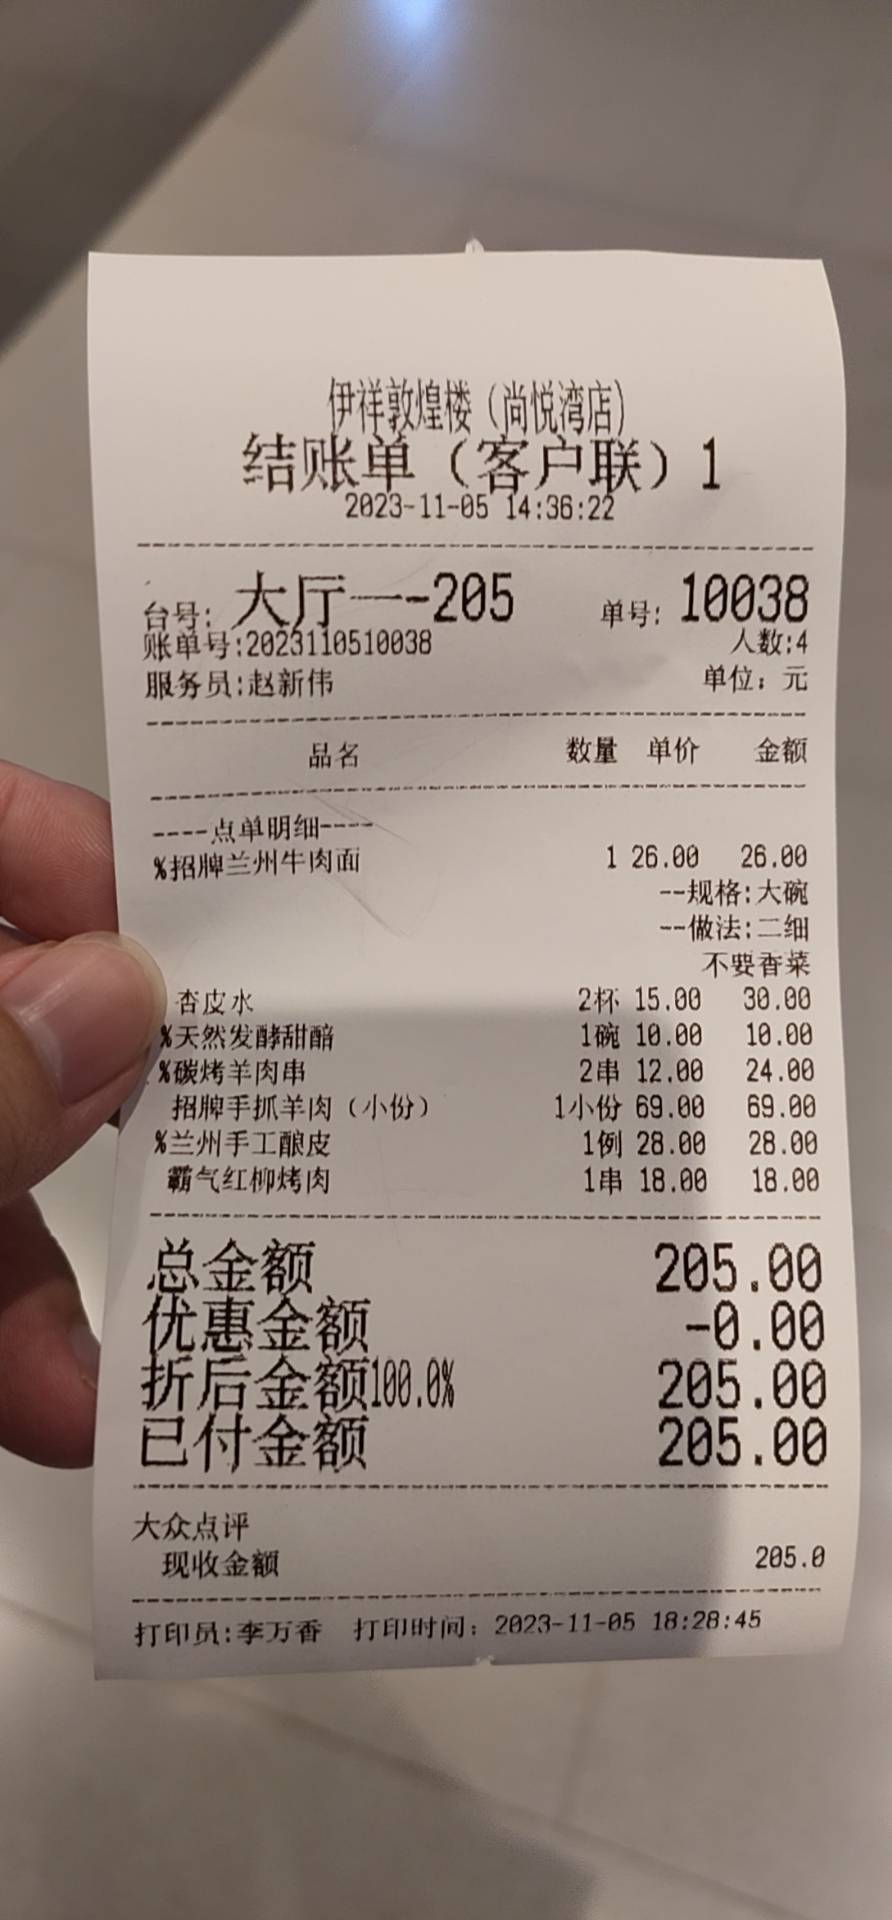 伊祥敦煌楼（尚悦湾店）
结账单（客户联）1
2023-11-05 14:36:22
台号: 大厅一-205 单号: 10038
账单号:2023110510038 人数:4
服务员:赵新伟 单位: 元
品名 数量 单价 金额
----点单明细----
%招牌兰州牛肉面 1 26.00 26.00
--规格:大碗
--做法:二细
不要香菜
杏皮水 2杯 15.00 30.00
%天然发酵甜醅 1碗 10.00 10.00
%碳烤羊肉串 2串 12.00 24.00
招牌手抓羊肉（小份） 1小份 69.00 69.00
%兰州手工酿皮 1例 28.00 28.00
霸气红柳烤肉 1串 18.00 18.00
总金额 205.00
优惠金额 -0.00
折后金额100.0% 205.00
已付金额 205.00
大众点评
现收金额 205.0
打印员:李万香 打印时间: 2023-11-05 18:28:45